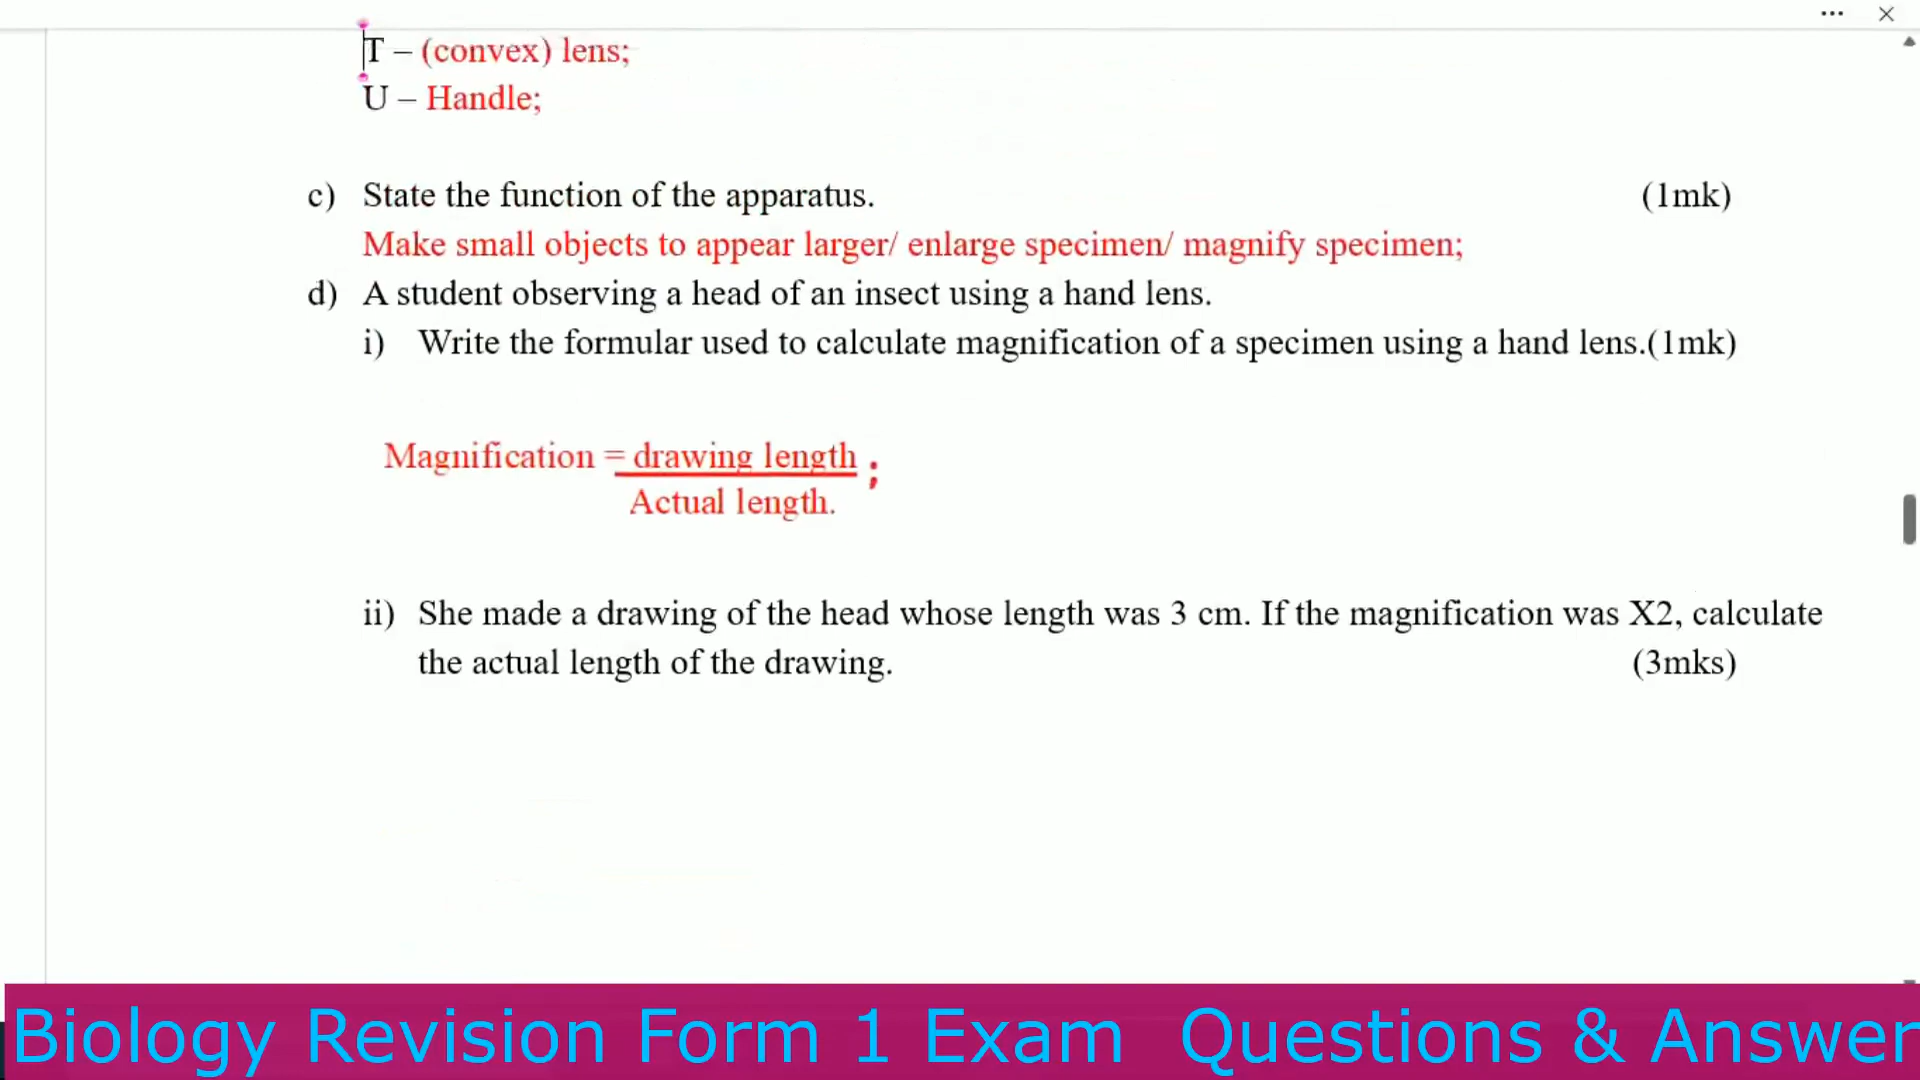 T – (convex) lens;
U – Handle;
c) State the function of the apparatus. (1mk)
Make small objects to appear larger/ enlarge specimen/ magnify specimen;
d) A student observing a head of an insect using a hand lens.
i) Write the formular used to calculate magnification of a specimen using a hand lens.(1mk)
Magnification = drawing length ;
Actual length.
ii) She made a drawing of the head whose length was 3 cm. If the magnification was X2, calculate
the actual length of the drawing. (3mks)
Biology Revision Form 1 Exam Questions & Answer